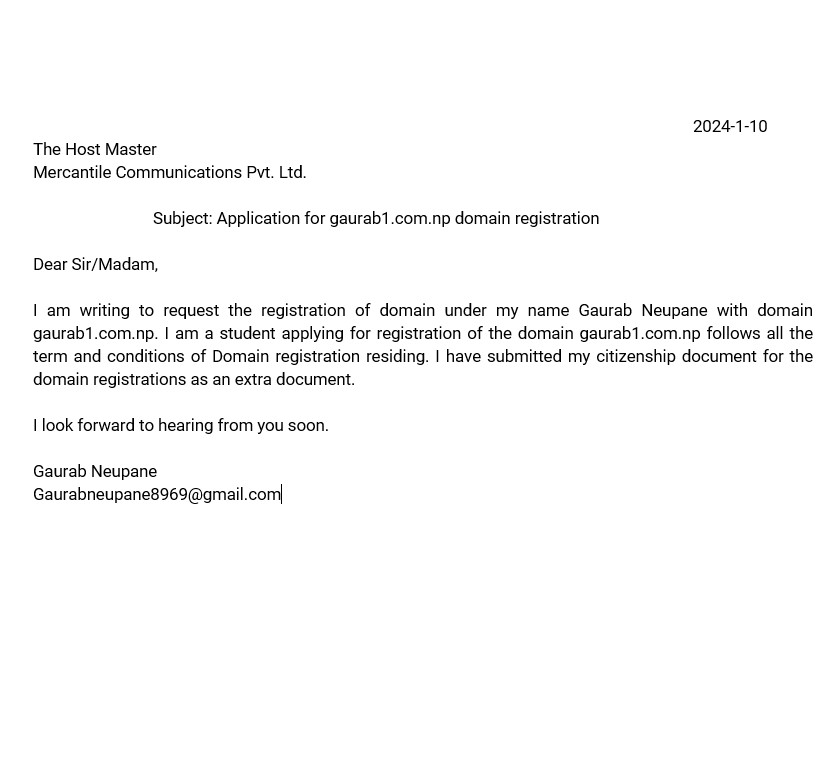 2024-1-10
The Host Master
Mercantile Communications Pvt. Ltd.
Subject: Application for gaurab1.com.np domain registration
Dear Sir/Madam,
I am writing to request the registration of domain under my name Gaurab Neupane with domain
gaurab1.com.np. I am a student applying for registration of the domain gaurab1.com.np follows all the
term and conditions of Domain registration residing. I have submitted my citizenship document for the
domain registrations as an extra document.
I look forward to hearing from you soon.
Gaurab Neupane
Gaurabneupane8969@gmail.com